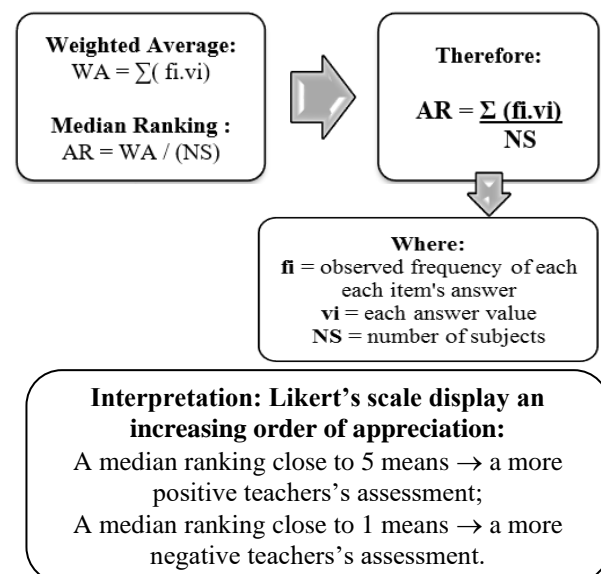 Weighted Average:
WA = ∑( fi.vi)
Median Ranking :
AR = WA / (NS)
Therefore:
AR = Σ (fi.vi)
NS
Where:
fi = observed frequency of each
each item's answer
vi = each answer value
NS = number of subjects
Interpretation: Likert’s scale display an
increasing order of appreciation:
A median ranking close to 5 means → a more
positive teachers’s assessment;
A median ranking close to 1 means → a more
negative teachers’s assessment.